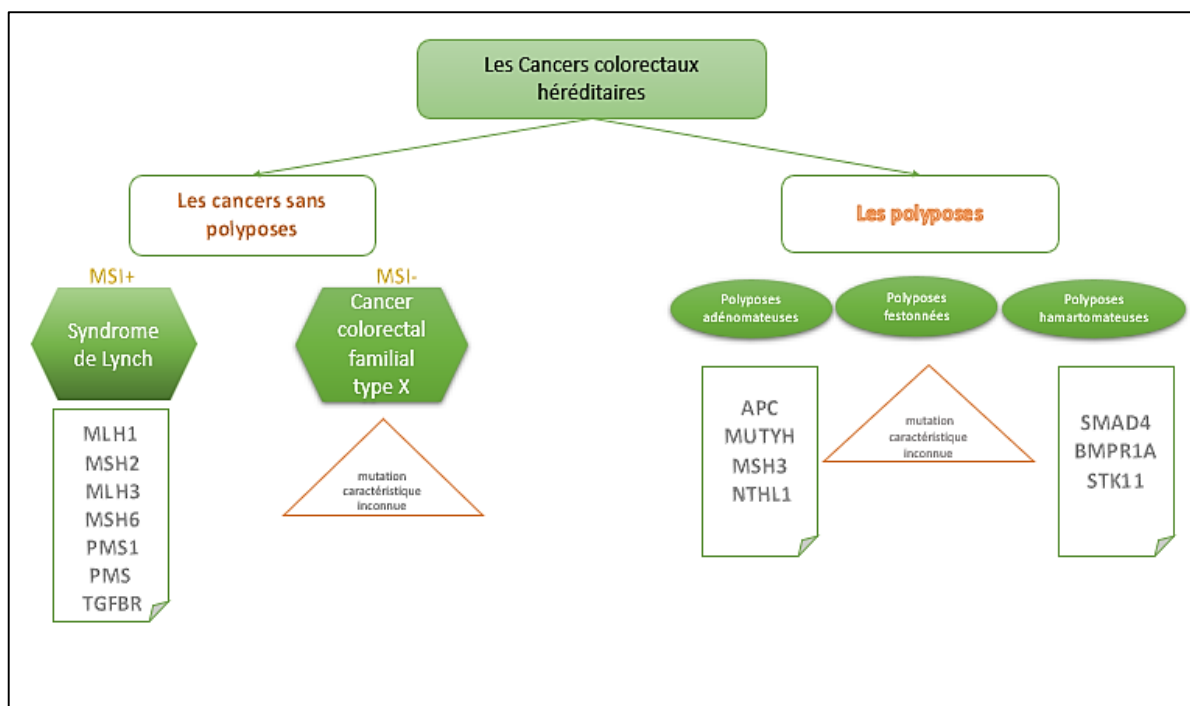 Les Cancers colorectaux
héréditaires
Les cancers sans
polyposes
Les polyposes
MSI+
Syndrome
de Lynch
MLH1
MSH2
MLH3
MSH6
PMS1
PMS
TGFBR
MSI-
Cancer
colorectal
familial
type X
mutation
caractéristique
inconnue
Polyposes
adénomateuses
APC
MUTYH
MSH3
NTHL1
Polyposes
festonnées
mutation
caractéristique
inconnue
Polyposes
hamartomateuses
SMAD4
BMPR1A
STK11